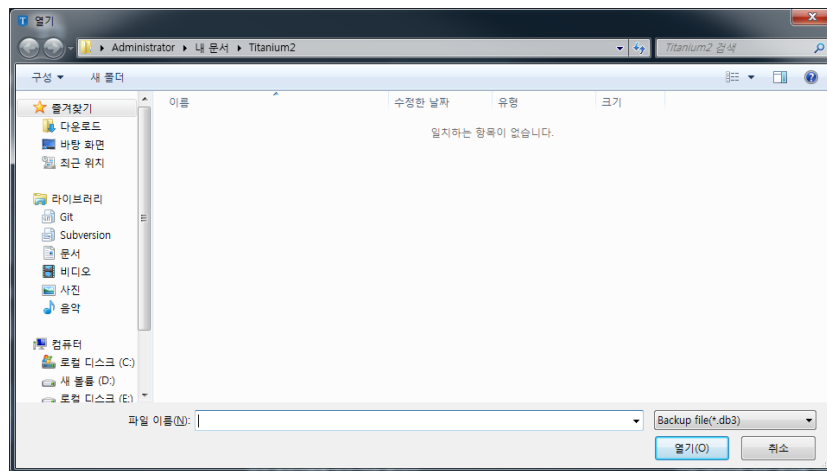 열기
Administrator 내 문서 Titanium2
Titanium2 검색
구성 새 폴더
즐겨찾기
다운로드
바탕 화면
최근 위치
라이브러리
Git
Subversion
문서
비디오
사진
음악
컴퓨터
로컬 디스크 (C:)
새 볼륨 (D:)
로컬 디스크 (E:)
이름 수정한 날짜 유형 크기
일치하는 항목이 없습니다.
파일 이름(N):
Backup file(*.db3)
열기(O) 취소